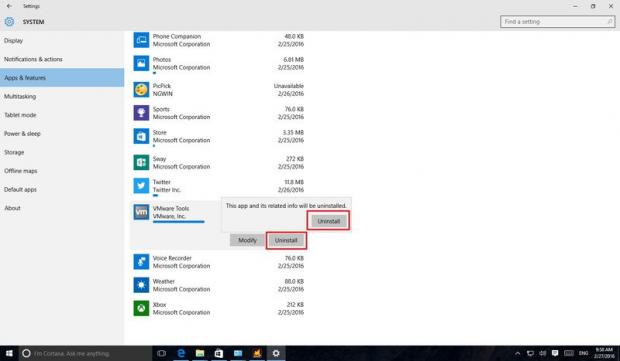 Settings
SYSTEM
Find a setting
Display
Notifications & actions
Apps & features
Multitasking
Tablet mode
Power & sleep
Storage
Offline maps
Default apps
About
Phone Companion 48.0 KB
Microsoft Corporation 2/25/2016
Photos 6.81 MB
Microsoft Corporation 2/25/2016
PicPick Unavailable
NGWIN 2/26/2016
Sports 76.0 KB
Microsoft Corporation 2/25/2016
Store 3.35 MB
Microsoft Corporation 2/25/2016
Sway 272 KB
Microsoft Corporation 2/25/2016
Twitter 11.8 MB
Twitter Inc. 2/25/2016
This app and its related info will be uninstalled.
Uninstall
vm VMware Tools
VMware, Inc.
Modify Uninstall
Voice Recorder 76.0 KB
Microsoft Corporation 2/25/2016
Weather 88.0 KB
Microsoft Corporation 2/25/2016
Xbox 212 KB
Microsoft Corporation 2/25/2016
I'm Cortana. Ask me anything.
ENG
9:58 AM
2/27/2016